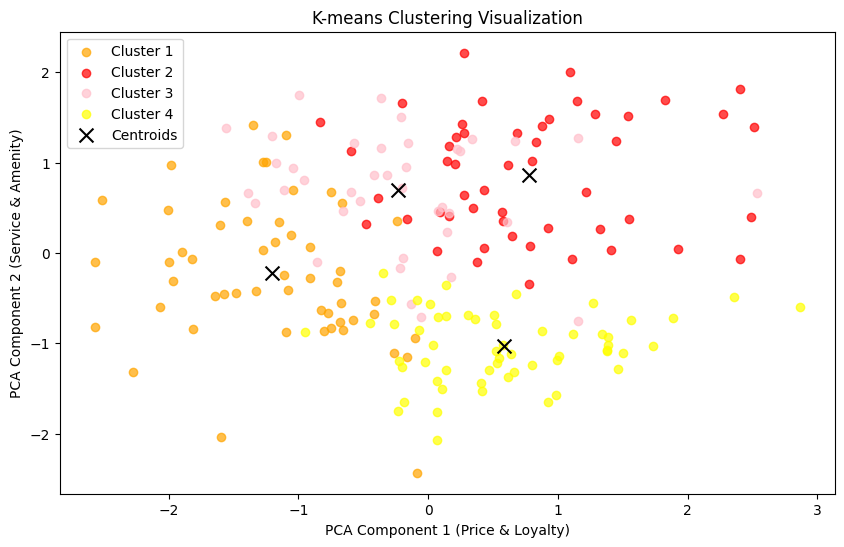 K-means Clustering Visualization
Cluster 1
Cluster 2
Cluster 3
Cluster 4
Centroids
PCA Component 2 (Service & Amenity)
2
1
0
−1
−2
−2
−1
0
1
2
3
PCA Component 1 (Price & Loyalty)